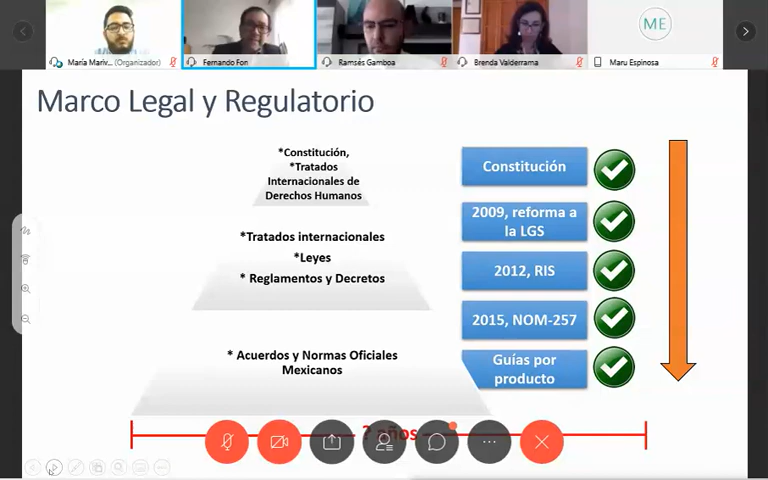 María Mariv... (Organizador)
Fernando Fon
Ramsés Gamboa
Brenda Valderrama
ME
Maru Espinosa
Marco Legal y Regulatorio
*Constitución,
*Tratados
Internacionales de
Derechos Humanos
*Tratados internacionales
*Leyes
* Reglamentos y Decretos
* Acuerdos y Normas Oficiales
Mexicanos
Constitución
2009, reforma a
la LGS
2012, RIS
2015, NOM-257
Guías por
producto
? años